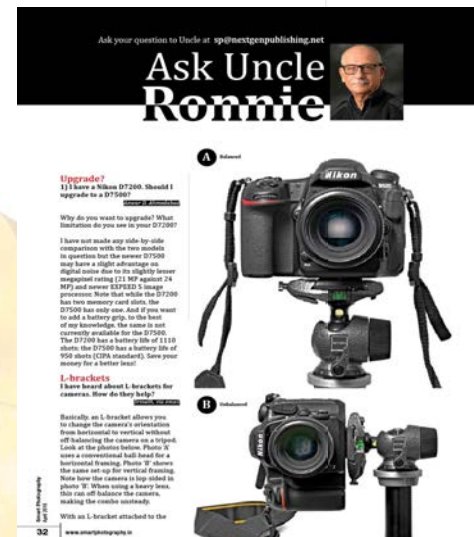 Ask your question to Uncle at sp@nextgenpublishing.net
Ask Uncle
Ronnie
A Balanced
Nikon
Upgrade?
1) I have a Nikon D7200. Should I
upgrade to a D7500?
Anwer D, Ahmedabad
Why do you want to upgrade? What
limitation do you see in your D7200?
I have not made any side-by-side
comparison with the two models
in question but the newer D7500
may have a slight advantage on
digital noise due to its slightly lesser
megapixel rating (21 MP against 24
MP) and newer EXPEED 5 image
processor. Note that while the D7200
has two memory card slots, the
D7500 has only one. And if you want
to add a battery grip, to the best
of my knowledge, the same is not
currently available for the D7500.
The D7200 has a battery life of 1110
shots; the D7500 has a battery life of
950 shots (CIPA standard). Save your
money for a better lens!
L-brackets
I have heard about L-brackets for
cameras. How do they help?
via email
Basically, an L-bracket allows you
to change the camera's orientation
from horizontal to vertical without
off-balancing the camera on a tripod.
Look at the photos below. Photo 'A'
uses a conventional ball-head for a
horizontal framing. Photo 'B' shows
the same set-up for vertical framing.
Note how the camera is lop-sided in
photo 'B'. When using a heavy lens,
this can off-balance the camera,
making the combo unsteady.
With an L-bracket attached to the
B Unbalanced
Nikon
Smart Photography
April 2018
32 www.smartphotography.in